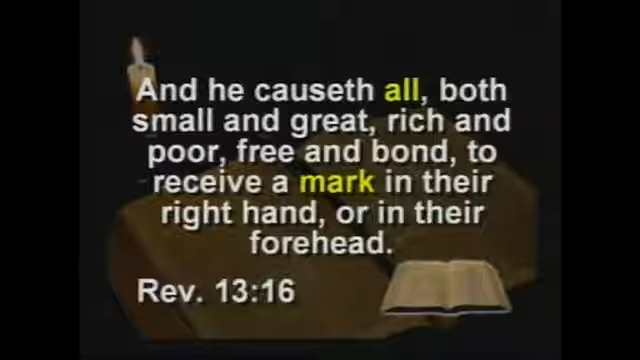 And he causeth all, both
small and great, rich and
poor, free and bond, to
receive a mark in their
right hand, or in their
forehead.
Rev. 13:16